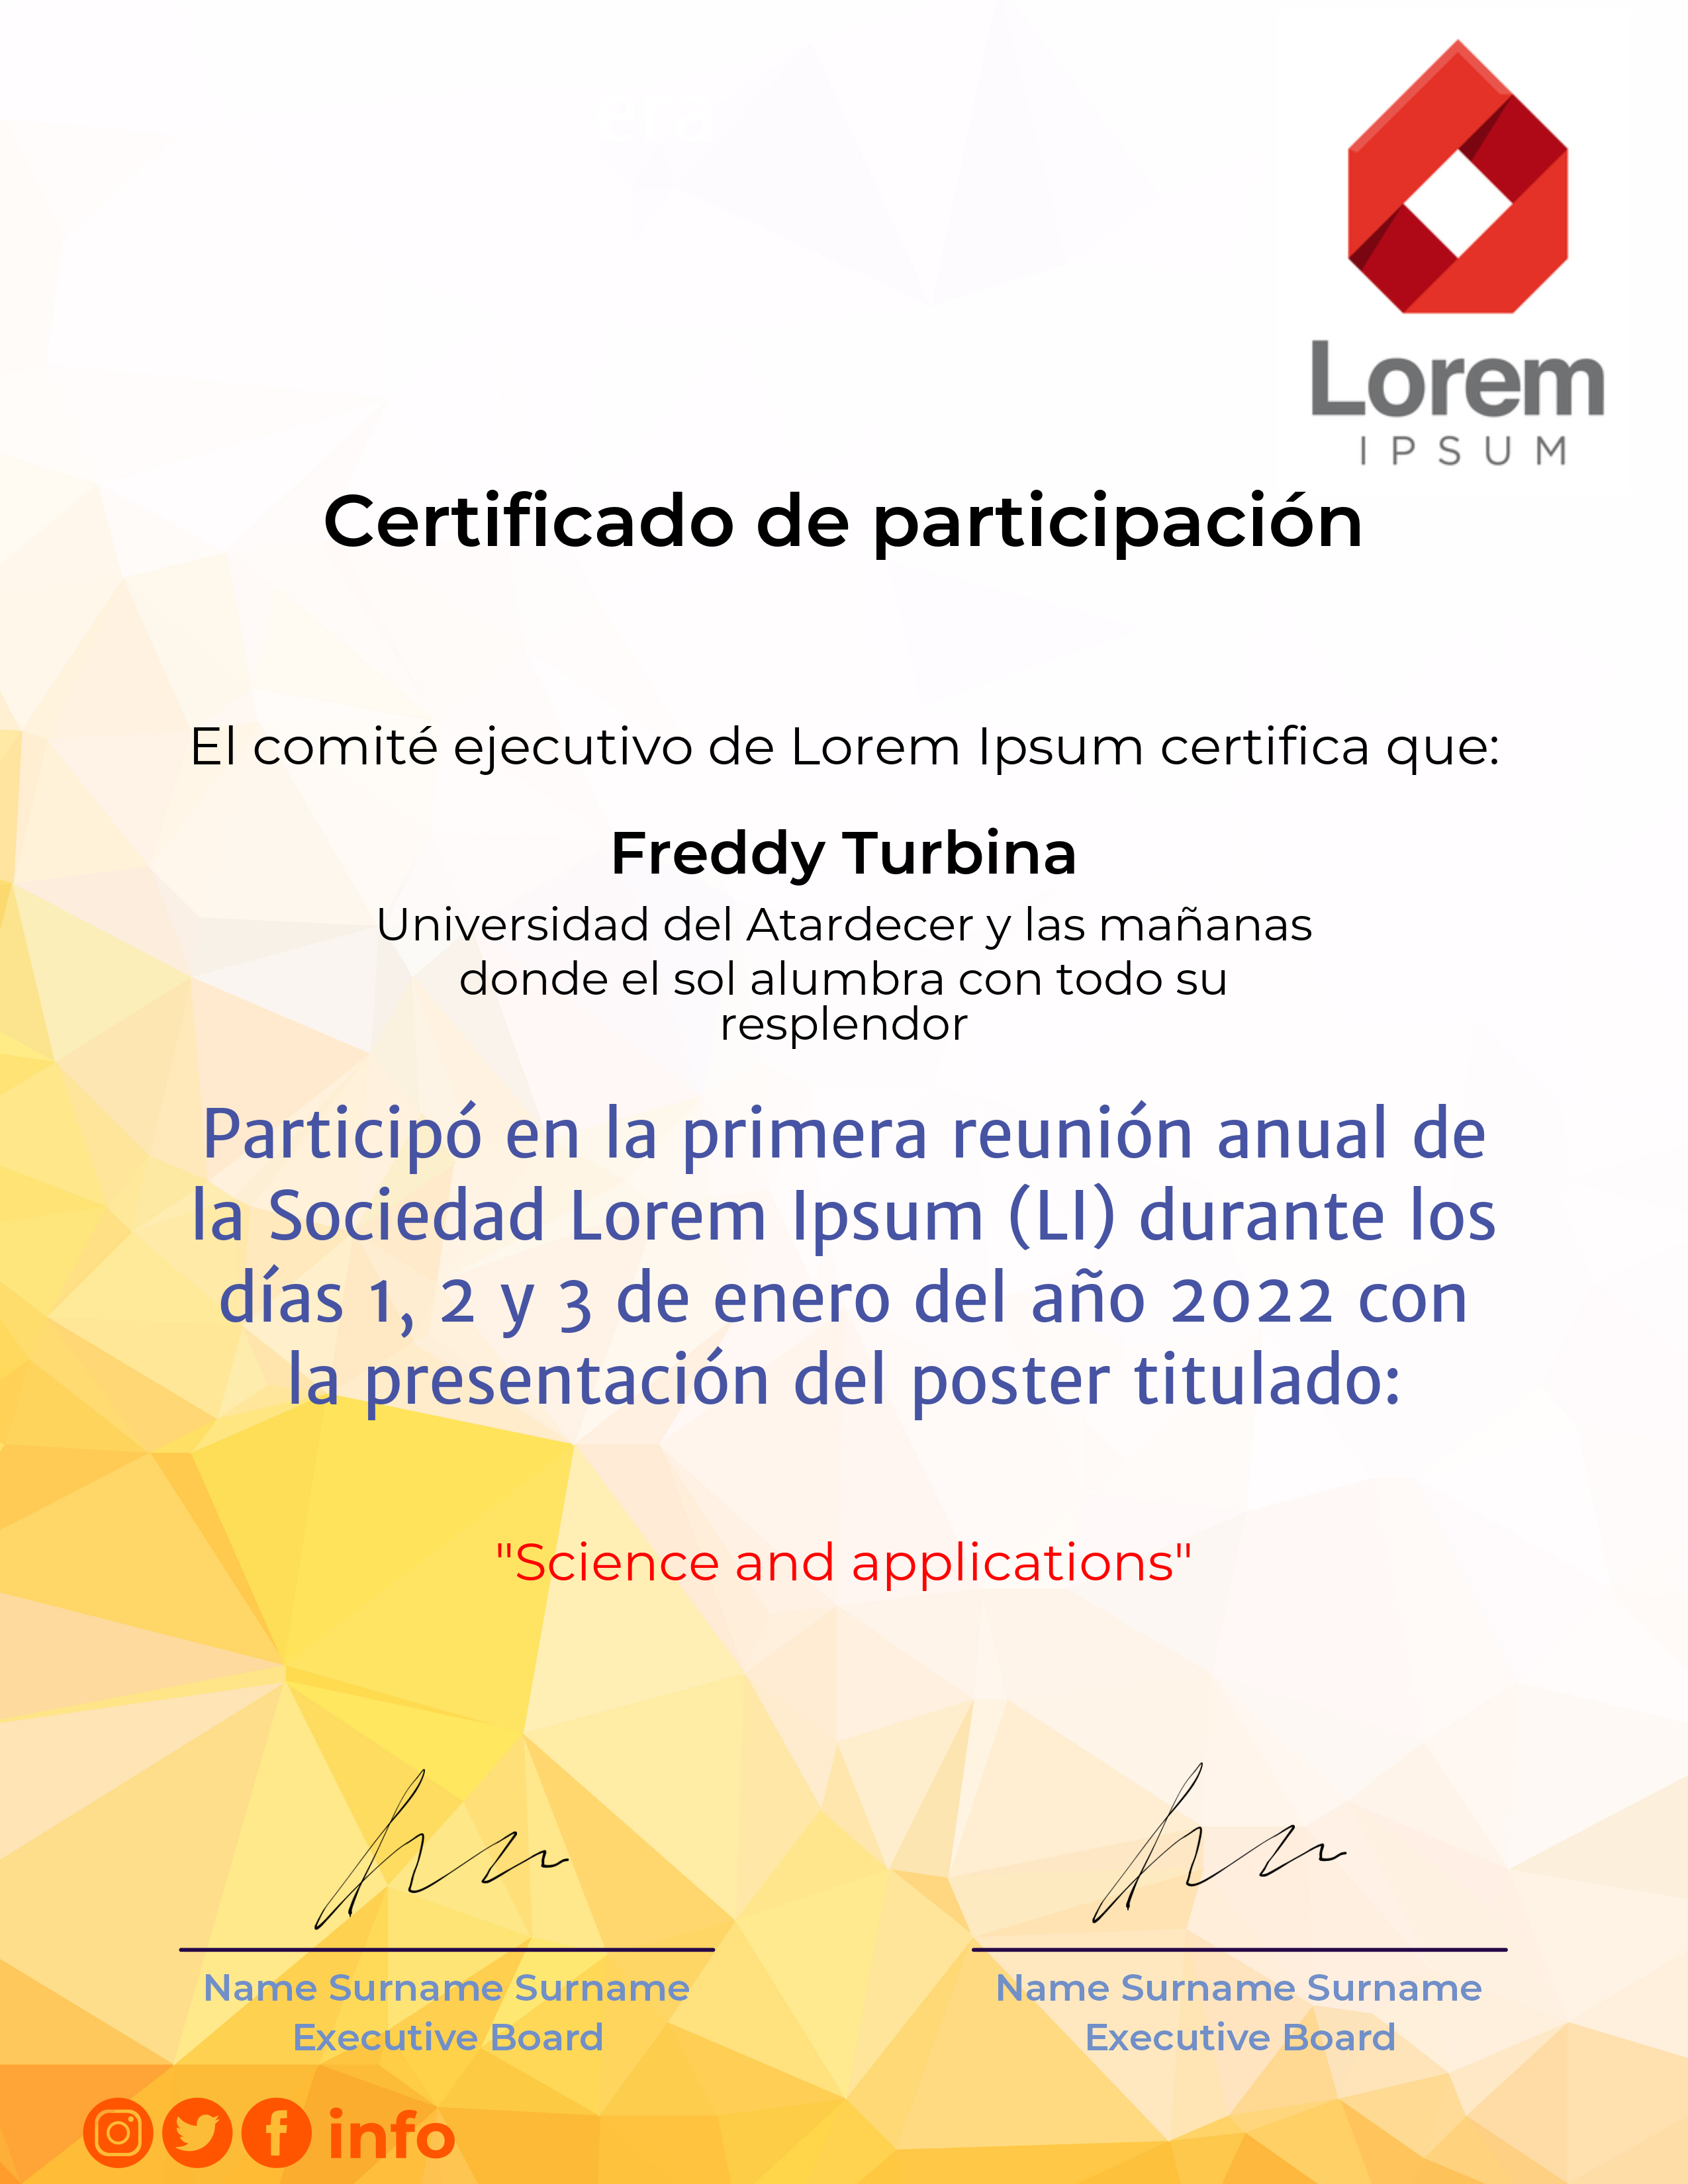 Lorem
IPSUM
Certificado de participación
El comité ejecutivo de Lorem Ipsum certifica que:
Freddy Turbina
Universidad del Atardecer y las mañanas
donde el sol alumbra con todo su
resplendor
Participó en la primera reunión anual de
la Sociedad Lorem Ipsum (LI) durante los
días 1, 2 y 3 de enero del año 2022 con
la presentación del poster titulado:
"Science and applications"
Name Surname Surname
Executive Board
Name Surname Surname
Executive Board
info